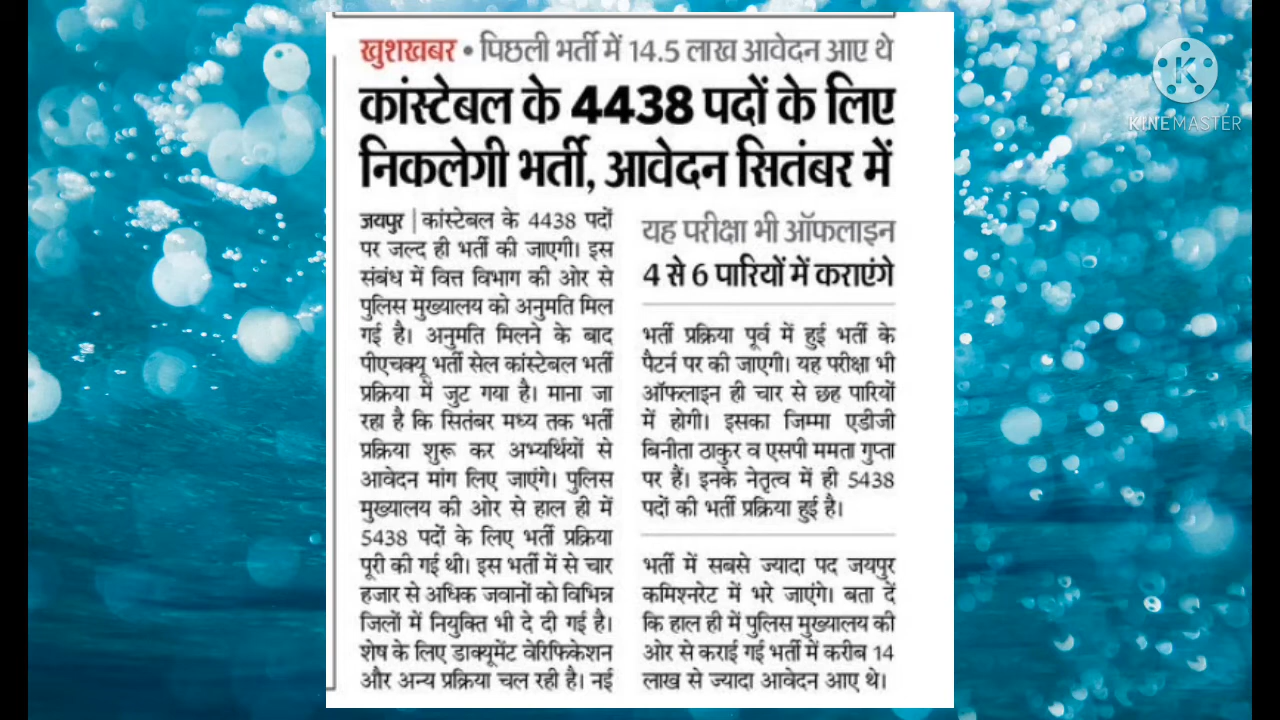 खुशखबर • पिछली भर्ती में 14.5 लाख आवेदन आए थे
कांस्टेबल के 4438 पदों के लिए
निकलेगी भर्ती, आवेदन सितंबर में
जयपुर | कांस्टेबल के 4438 पदों
पर जल्द ही भर्ती की जाएगी। इस
संबंध में वित्त विभाग की ओर से
पुलिस मुख्यालय को अनुमति मिल
गई है। अनुमति मिलने के बाद
पीएचक्यू भर्ती सेल कांस्टेबल भर्ती
प्रक्रिया में जुट गया है। माना जा
रहा है कि सितंबर मध्य तक भर्ती
प्रक्रिया शुरू कर अभ्यर्थियों से
आवेदन मांग लिए जाएंगे। पुलिस
मुख्यालय की ओर से हाल ही में
5438 पदों के लिए भर्ती प्रक्रिया
पूरी की गई थी। इस भर्ती में से चार
हजार से अधिक जवानों को विभिन्न
जिलों में नियुक्ति भी दे दी गई है।
शेष के लिए डाक्यूमेंट वेरिफिकेशन
और अन्य प्रक्रिया चल रही है। नई
यह परीक्षा भी ऑफलाइन
4 से 6 पारियों में कराएंगे
भर्ती प्रक्रिया पूर्व में हुई भर्ती के
पैटर्न पर की जाएगी। यह परीक्षा भी
ऑफलाइन ही चार से छह पारियों
में होगी। इसका जिम्मा एडीजी
बिनीता ठाकुर व एसपी ममता गुप्ता
पर हैं। इनके नेतृत्व में ही 5438
पदों की भर्ती प्रक्रिया हुई है।
भर्ती में सबसे ज्यादा पद जयपुर
कमिश्नरेट में भरे जाएंगे। बता दें
कि हाल ही में पुलिस मुख्यालय की
ओर से कराई गई भर्ती में करीब 14
लाख से ज्यादा आवेदन आए थे।
K
KINEMASTER